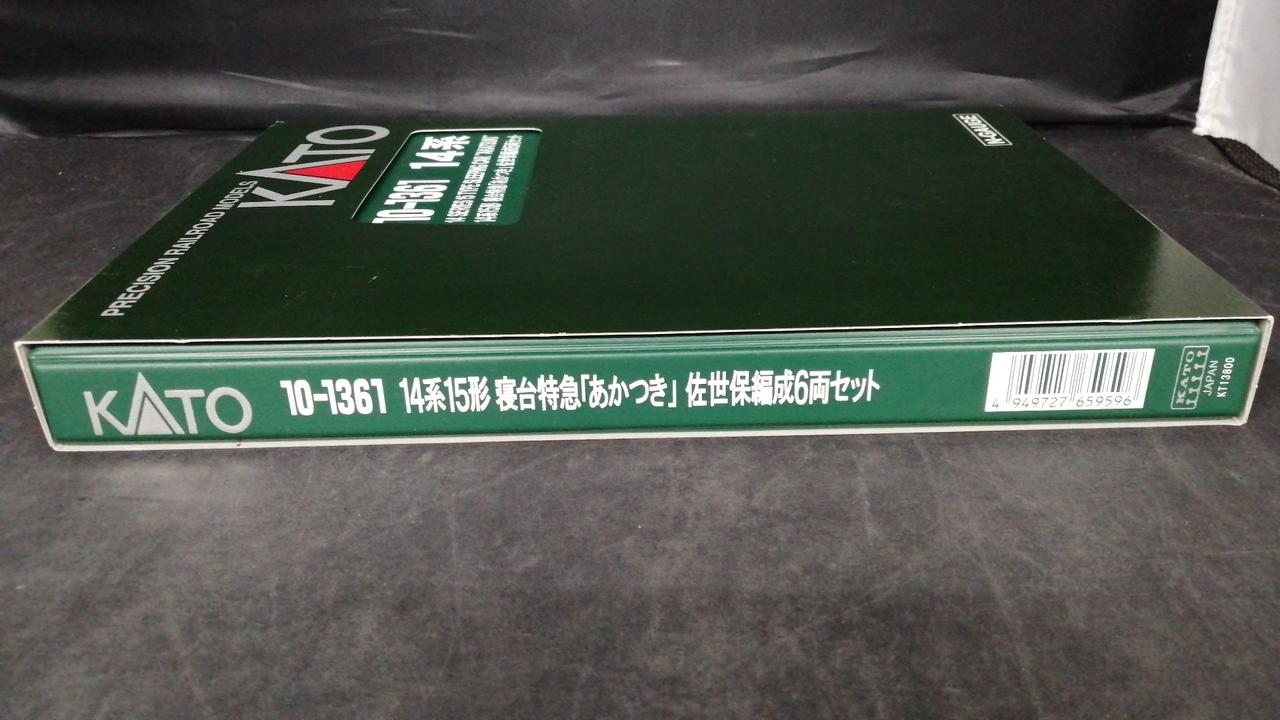 PRECISION RAILROAD MODELS
KATO
10-1361 14系
N-GAUGE
KATO
10-1361 14系15形 寝台特急「あかつき」 佐世保編成6両セット
4 949727 659596
KATO
JAPAN
KT13800